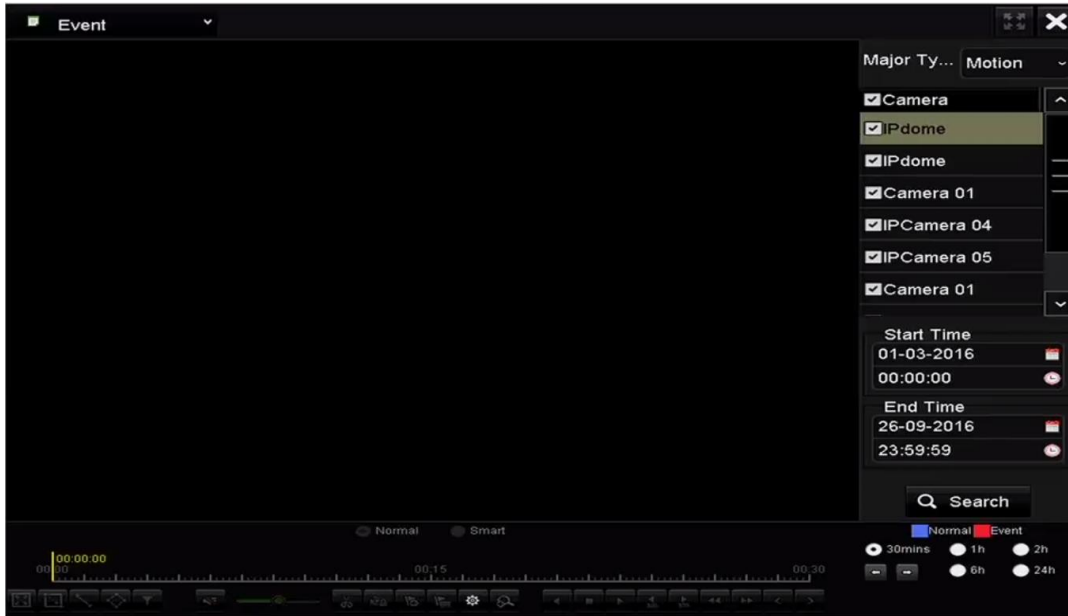 Event
Major Ty... Motion
Camera
IPdome
IPdome
Camera 01
IPCamera 04
IPCamera 05
Camera 01
Start Time
01-03-2016
00:00:00
End Time
26-09-2016
23:59:59
Search
Normal Smart
Normal Event
30mins 1h 2h
6h 24h
00:00:00
00:00 00:15 00:30